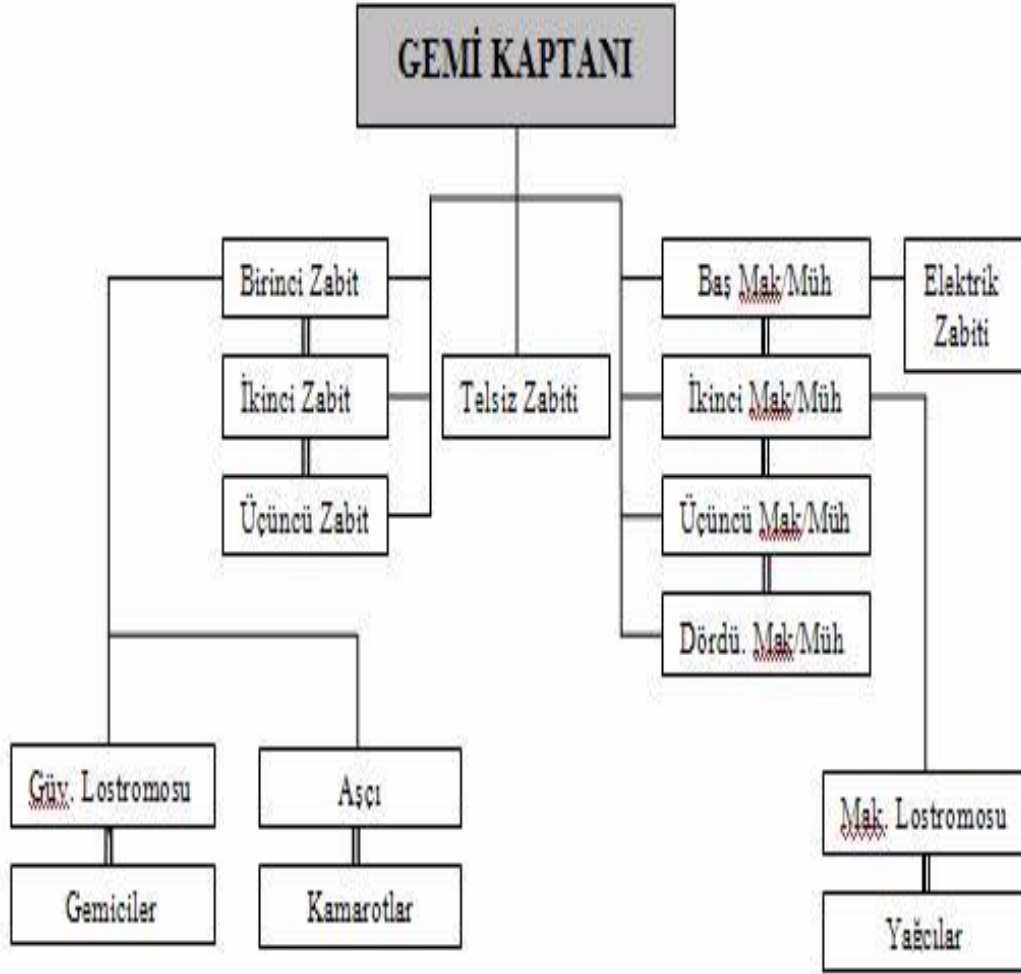 GEMİ KAPTANI
Birinci Zabit
Baş Mak/Müh
Elektrik
Zabiti
İkinci Zabit
Telsiz Zabiti
İkinci Mak/Müh
Üçüncü Zabit
Üçüncü Mak/Müh
Dördü. Mak/Müh
Güv. Lostromosu
Aşçı
Mak. Lostromosu
Gemiciler
Kamarotlar
Yağcılar